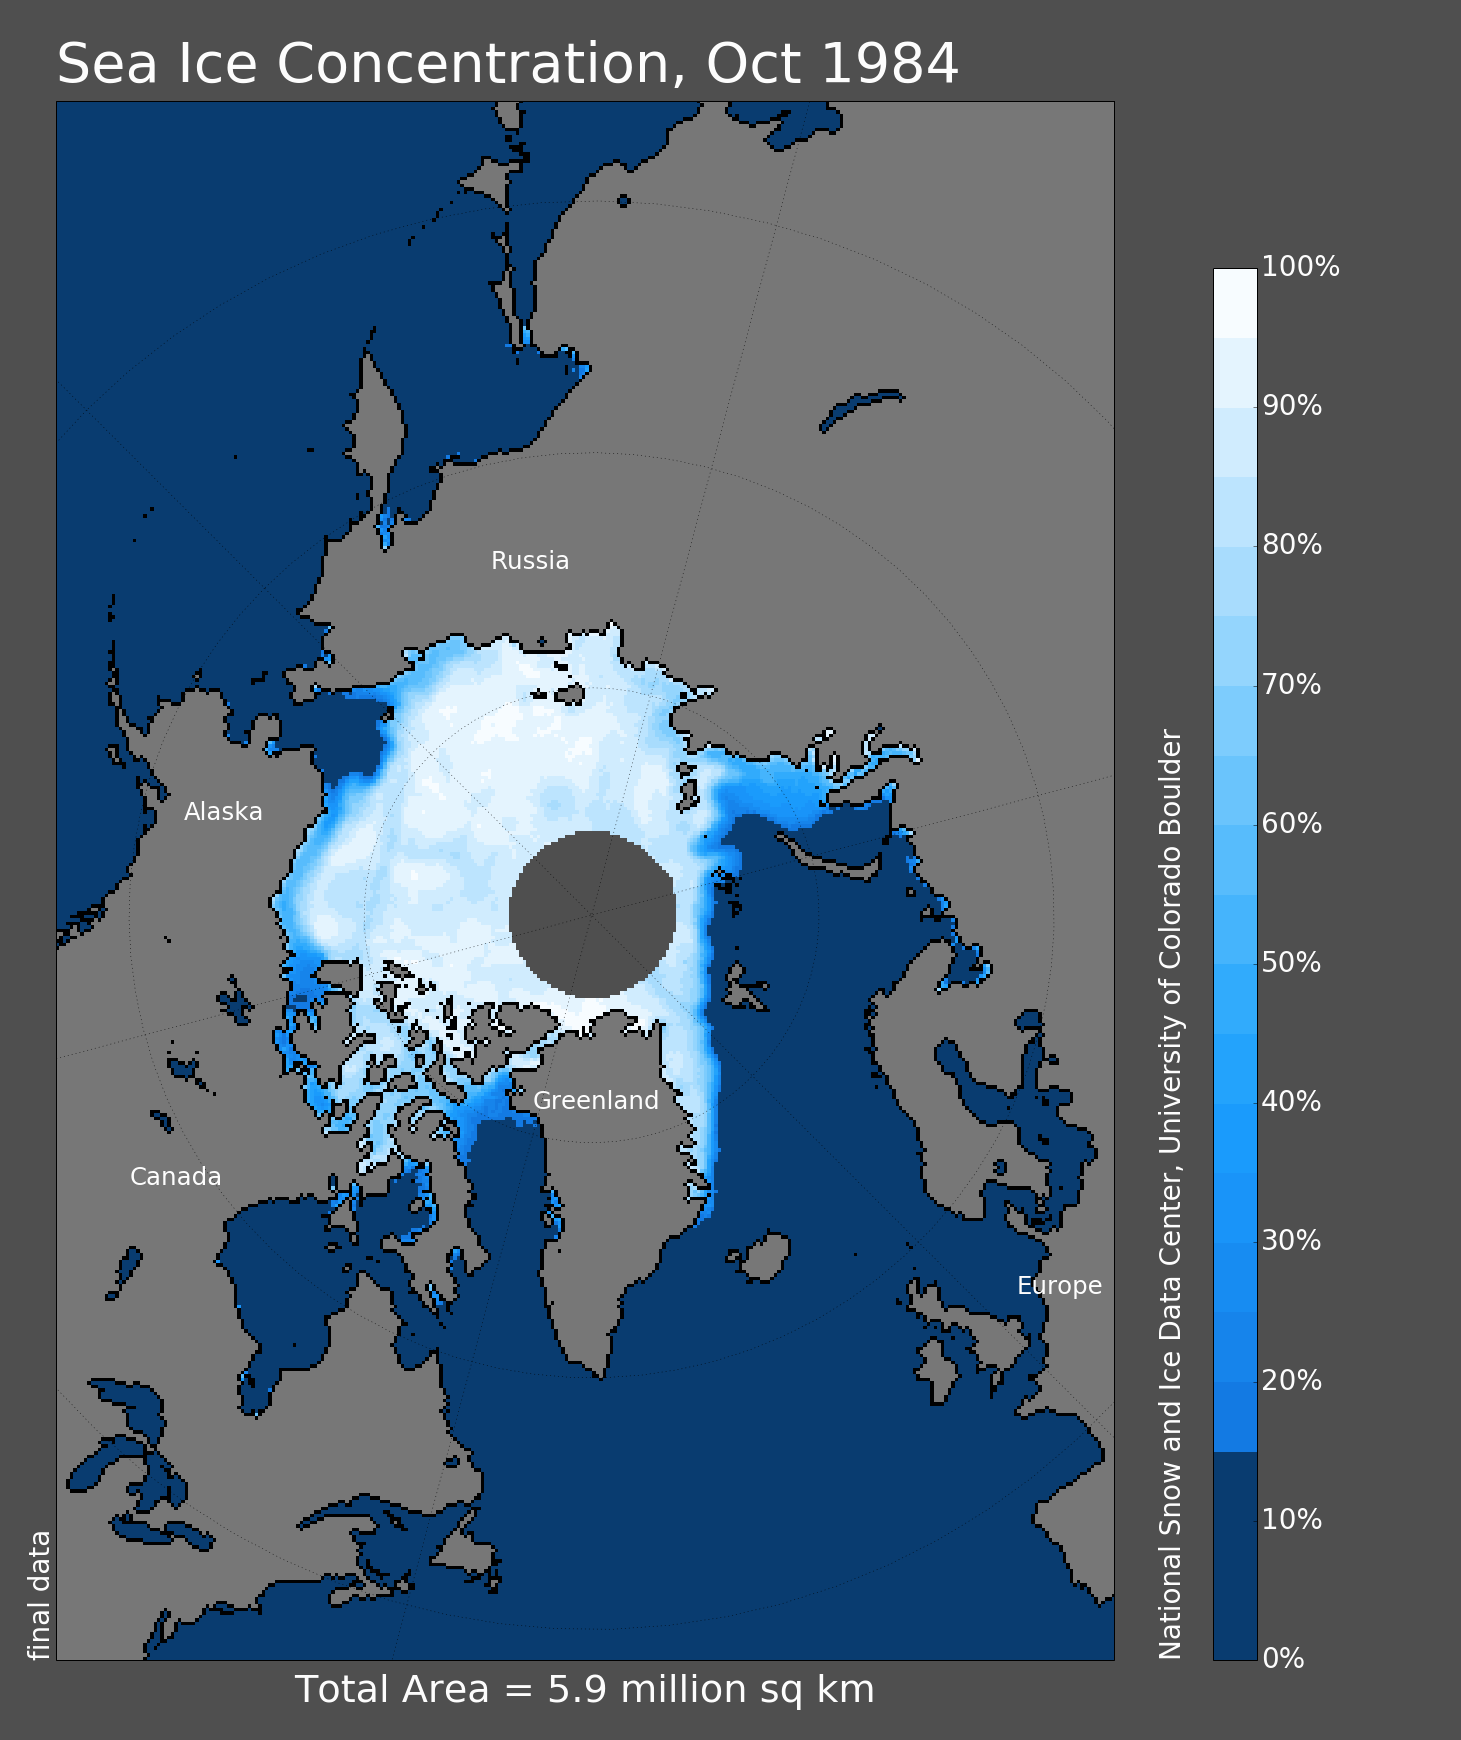 Sea Ice Concentration, Oct 1984
Russia
Alaska
Greenland
Canada
Europe
100%
90%
80%
70%
60%
50%
40%
30%
20%
10%
0%
National Snow and Ice Data Center, University of Colorado Boulder
final data
Total Area = 5.9 million sq km